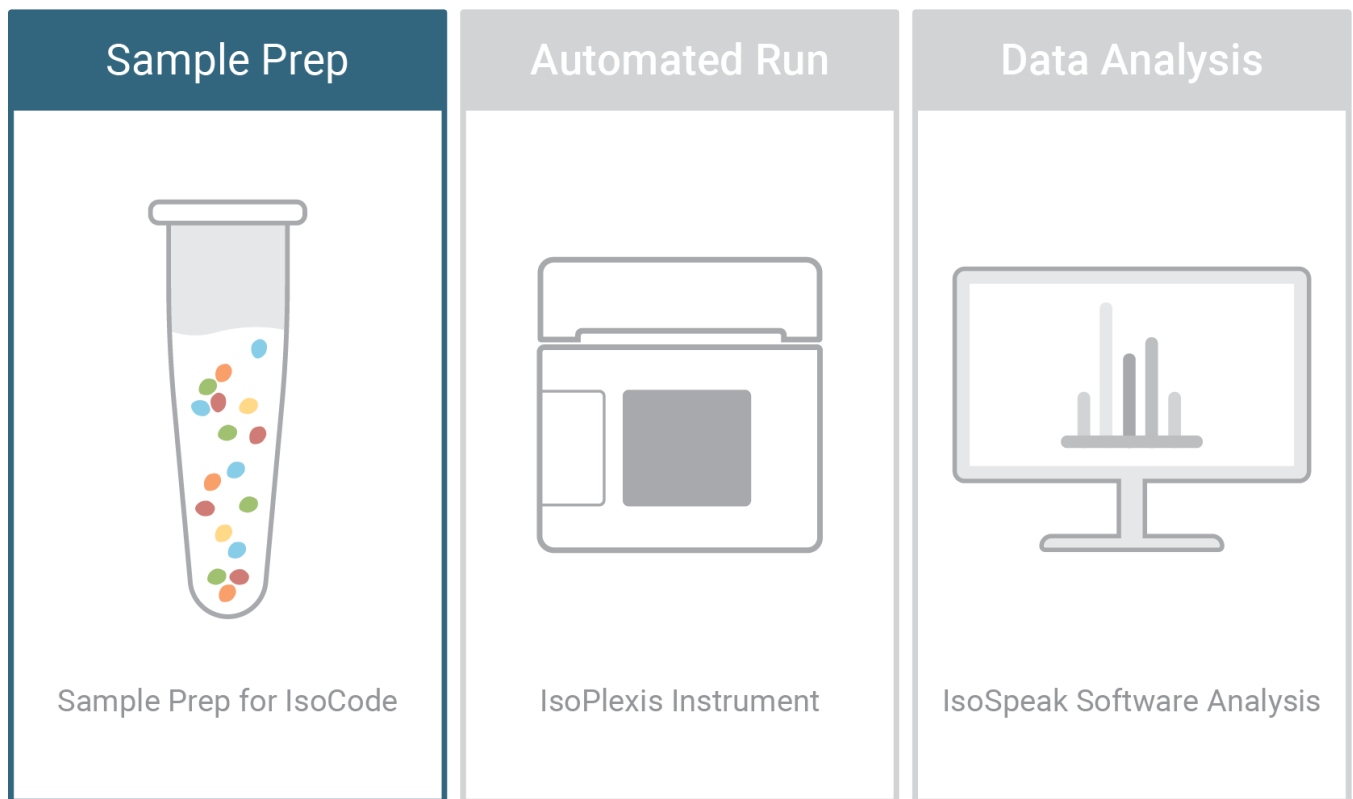 Sample Prep
Automated Run
Data Analysis
Sample Prep for IsoCode
IsoPlexis Instrument
IsoSpeak Software Analysis